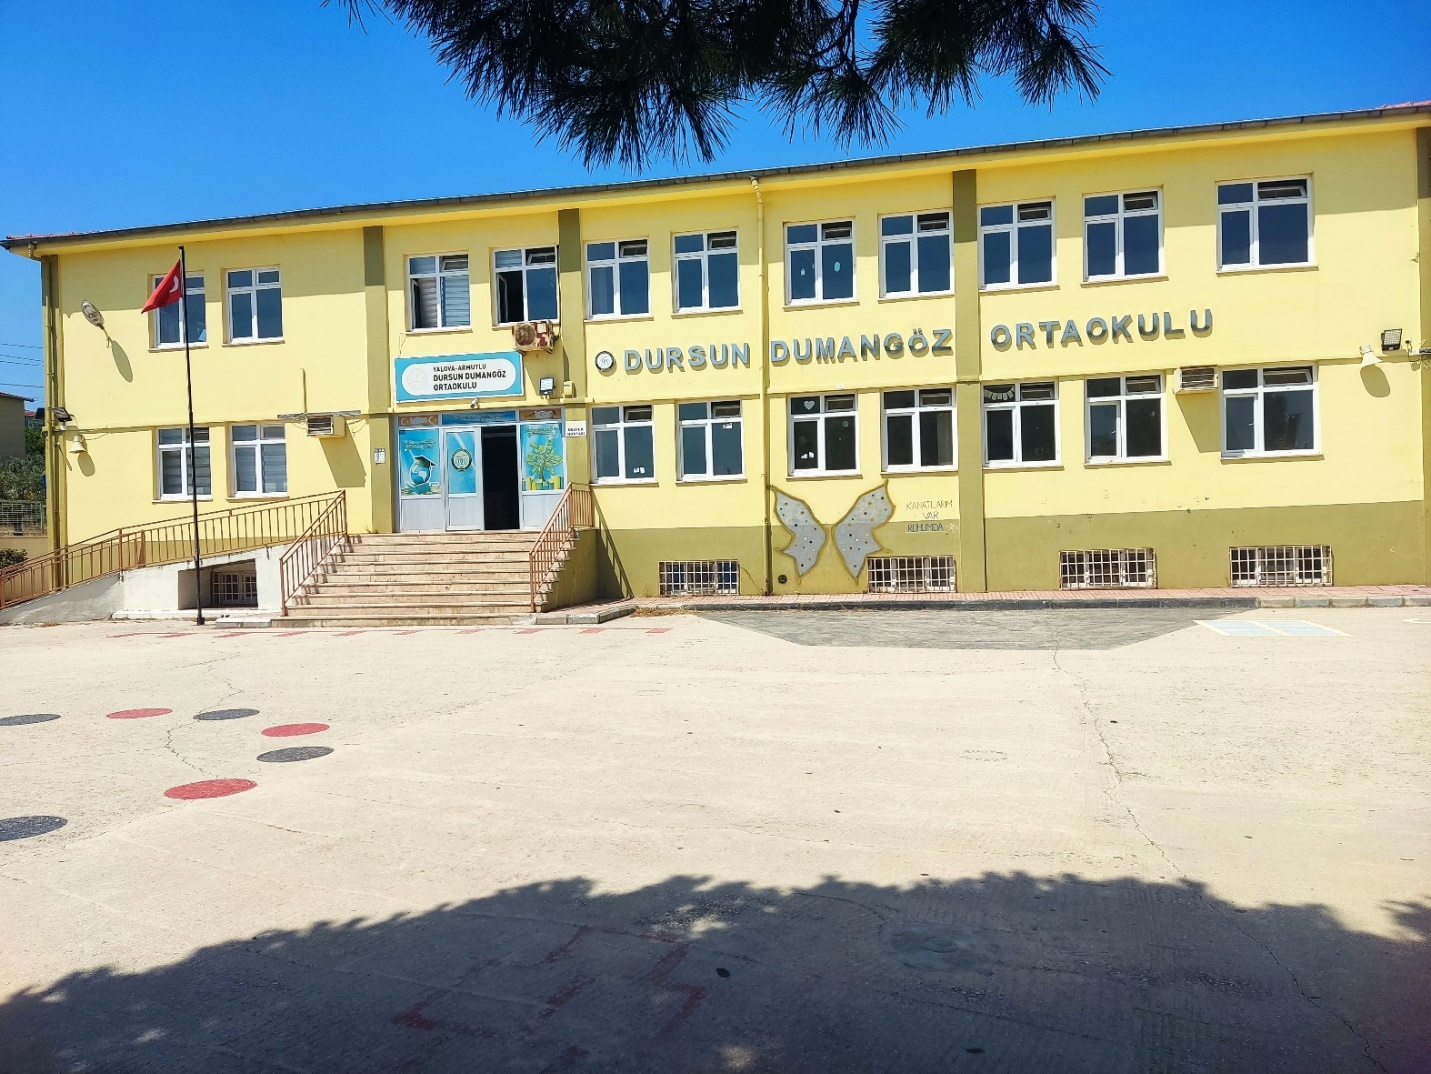 DURSUN DUMANGÖZ ORTAOKULU
YALOVA-ARMUTLU
DURSUN DUMANGÖZ
ORTAOKULU
KANATLARIM
VAR
RUHUMDA